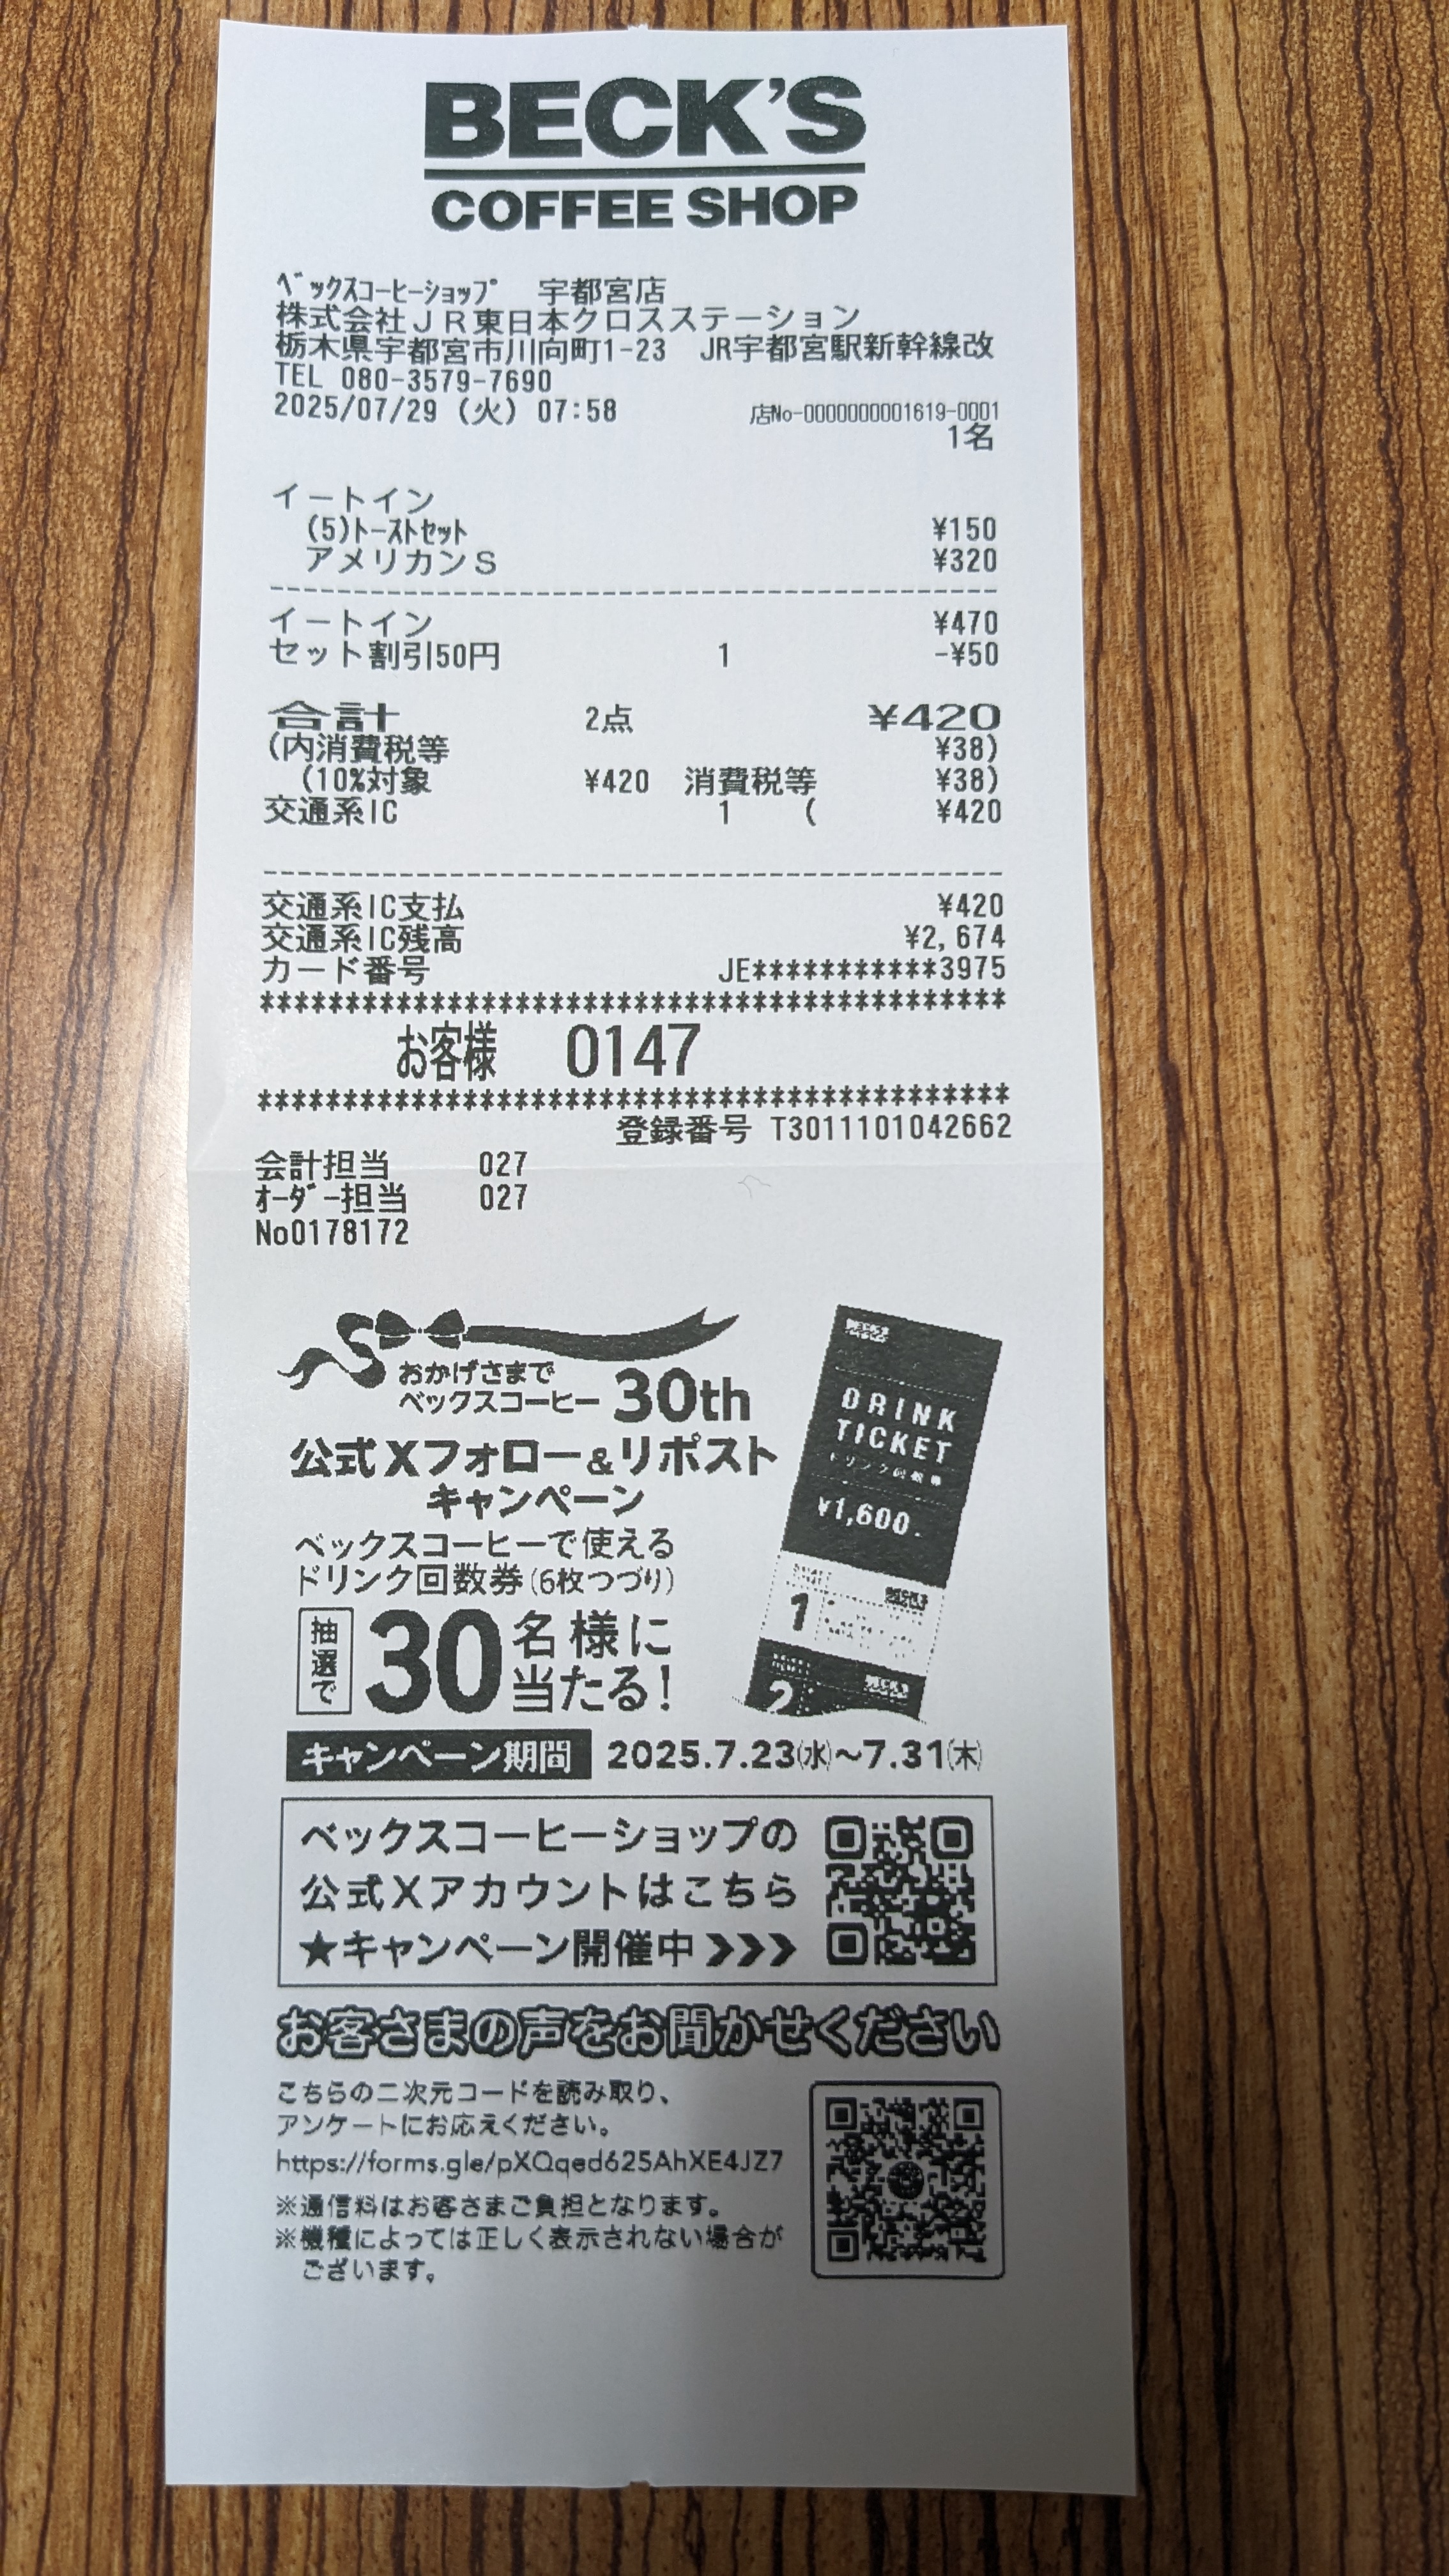 BECK'S
COFFEE SHOP
ﾍﾞｯｸｽｺｰﾋｰｼｮｯﾌﾟ 宇都宮店
株式会社ＪＲ東日本クロスステーション
栃木県宇都宮市川向町1-23 JR宇都宮駅新幹線改
TEL 080-3579-7690
2025/07/29 (火) 07:58 店No-0000000001619-0001
1名
イートイン
(5)ﾄｰｽﾄｾｯﾄ ¥150
アメリカンＳ ¥320
イートイン ¥470
セット割引50円 1 -¥50
合計 2点 ¥420
(内消費税等 ¥38)
(10%対象 ¥420 消費税等 ¥38)
交通系IC 1 ( ¥420
交通系IC支払 ¥420
交通系IC残高 ¥2,674
カード番号 JE***********3975
*******************************************
お客様 0147
*******************************************
登録番号 T3011101042662
会計担当 027
ｵｰﾀﾞｰ担当 027
No0178172
おかげさまで
ベックスコーヒー 30th
公式Xフォロー&リポスト
キャンペーン
ベックスコーヒーで使える
ドリンク回数券(6枚つづり)
抽選で 30名様に
当たる!
BECK'S
DRINK
TICKET
ドリンク回数券
¥1,600.
1
2
キャンペーン期間 2025.7.23(水)～7.31(木)
ベックスコーヒーショップの
公式Xアカウントはこちら
★キャンペーン開催中
お客さまの声をお聞かせください
こちらの二次元コードを読み取り、
アンケートにお応えください。
https://forms.gle/pXQqed625AhXE4JZ7
※通信料はお客さまご負担となります。
※機種によっては正しく表示されない場合が
ございます。